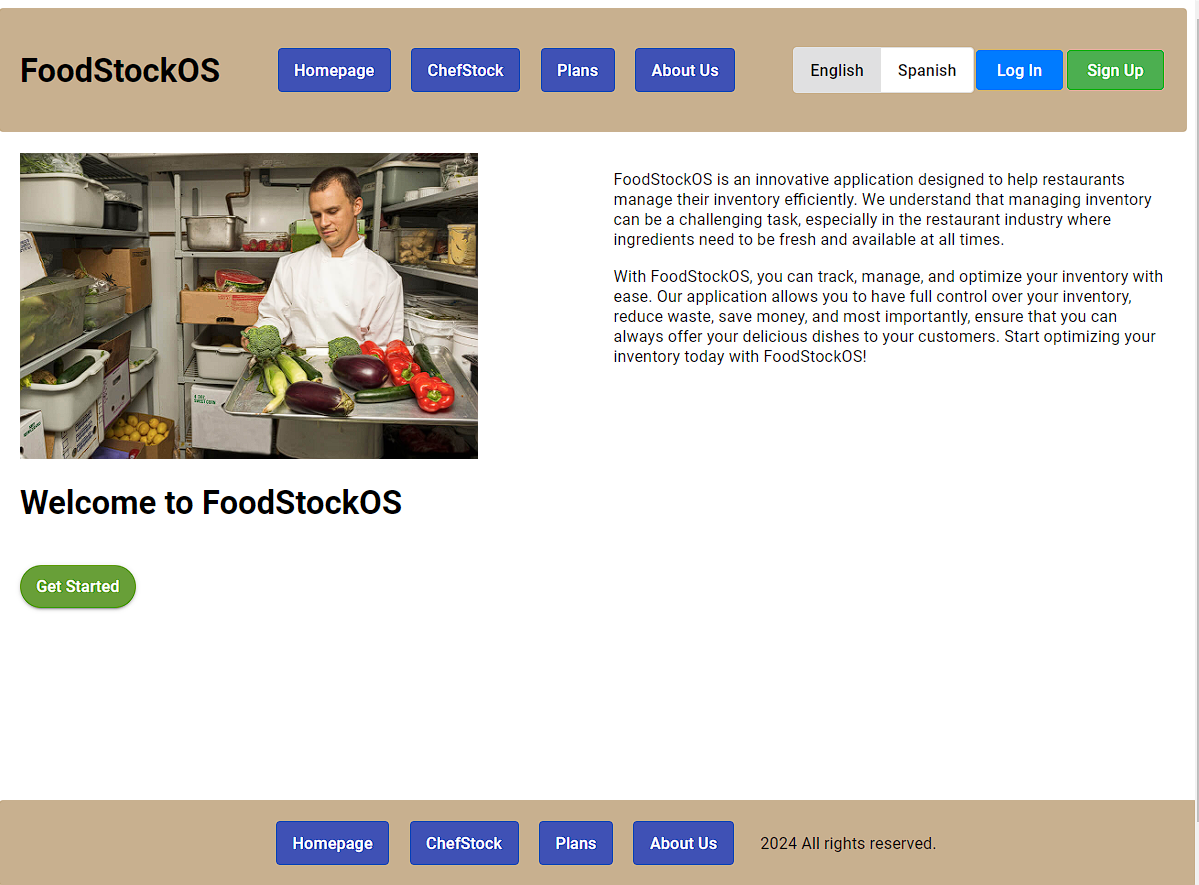 FoodStockOS
Homepage
ChefStock
Plans
About Us
English
Spanish
Log In
Sign Up
FoodStockOS is an innovative application designed to help restaurants
manage their inventory efficiently. We understand that managing inventory
can be a challenging task, especially in the restaurant industry where
ingredients need to be fresh and available at all times.
With FoodStockOS, you can track, manage, and optimize your inventory with
ease. Our application allows you to have full control over your inventory,
reduce waste, save money, and most importantly, ensure that you can
always offer your delicious dishes to your customers. Start optimizing your
inventory today with FoodStockOS!
Welcome to FoodStockOS
Get Started
Homepage
ChefStock
Plans
About Us
2024 All rights reserved.